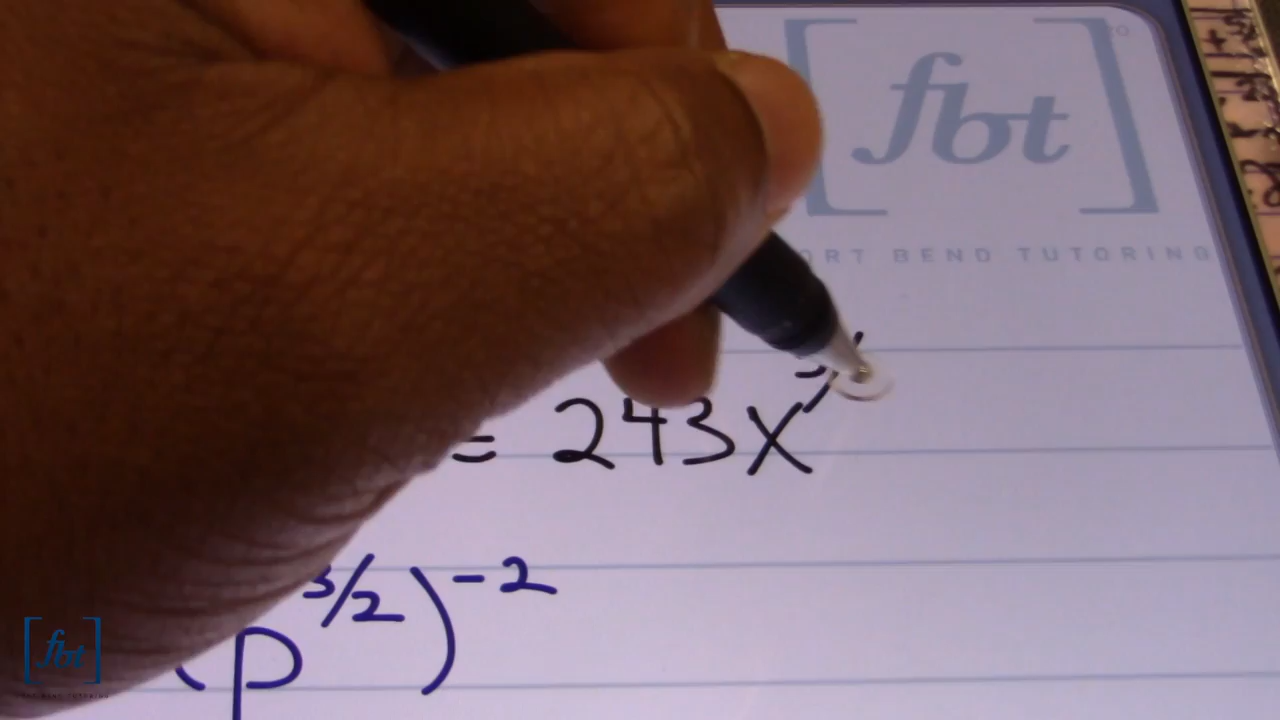 fbt
ORT BEND TUTORING
= 243x
(p^3/2)^-2
fbt